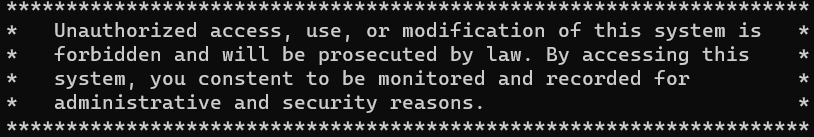 *******************************************************************
*   Unauthorized access, use, or modification of this system is   *
*   forbidden and will be prosecuted by law. By accessing this    *
*   system, you constent to be monitored and recorded for         *
*   administrative and security reasons.                          *
*******************************************************************